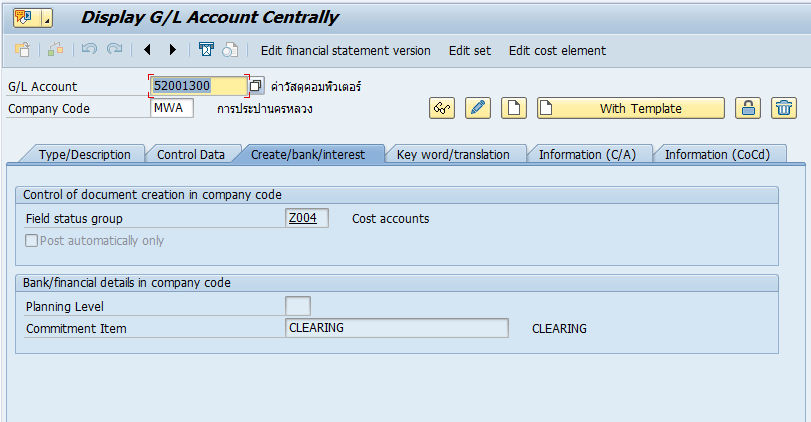 Display G/L Account Centrally
Edit financial statement version Edit set Edit cost element
G/L Account 52001300 ค่าวัสดุคอมพิวเตอร์
Company Code MWA การประปานครหลวง With Template
Type/Description Control Data Create/bank/interest Key word/translation Information (C/A) Information (CoCd)
Control of document creation in company code
Field status group Z004 Cost accounts
Post automatically only
Bank/financial details in company code
Planning Level
Commitment Item CLEARING CLEARING